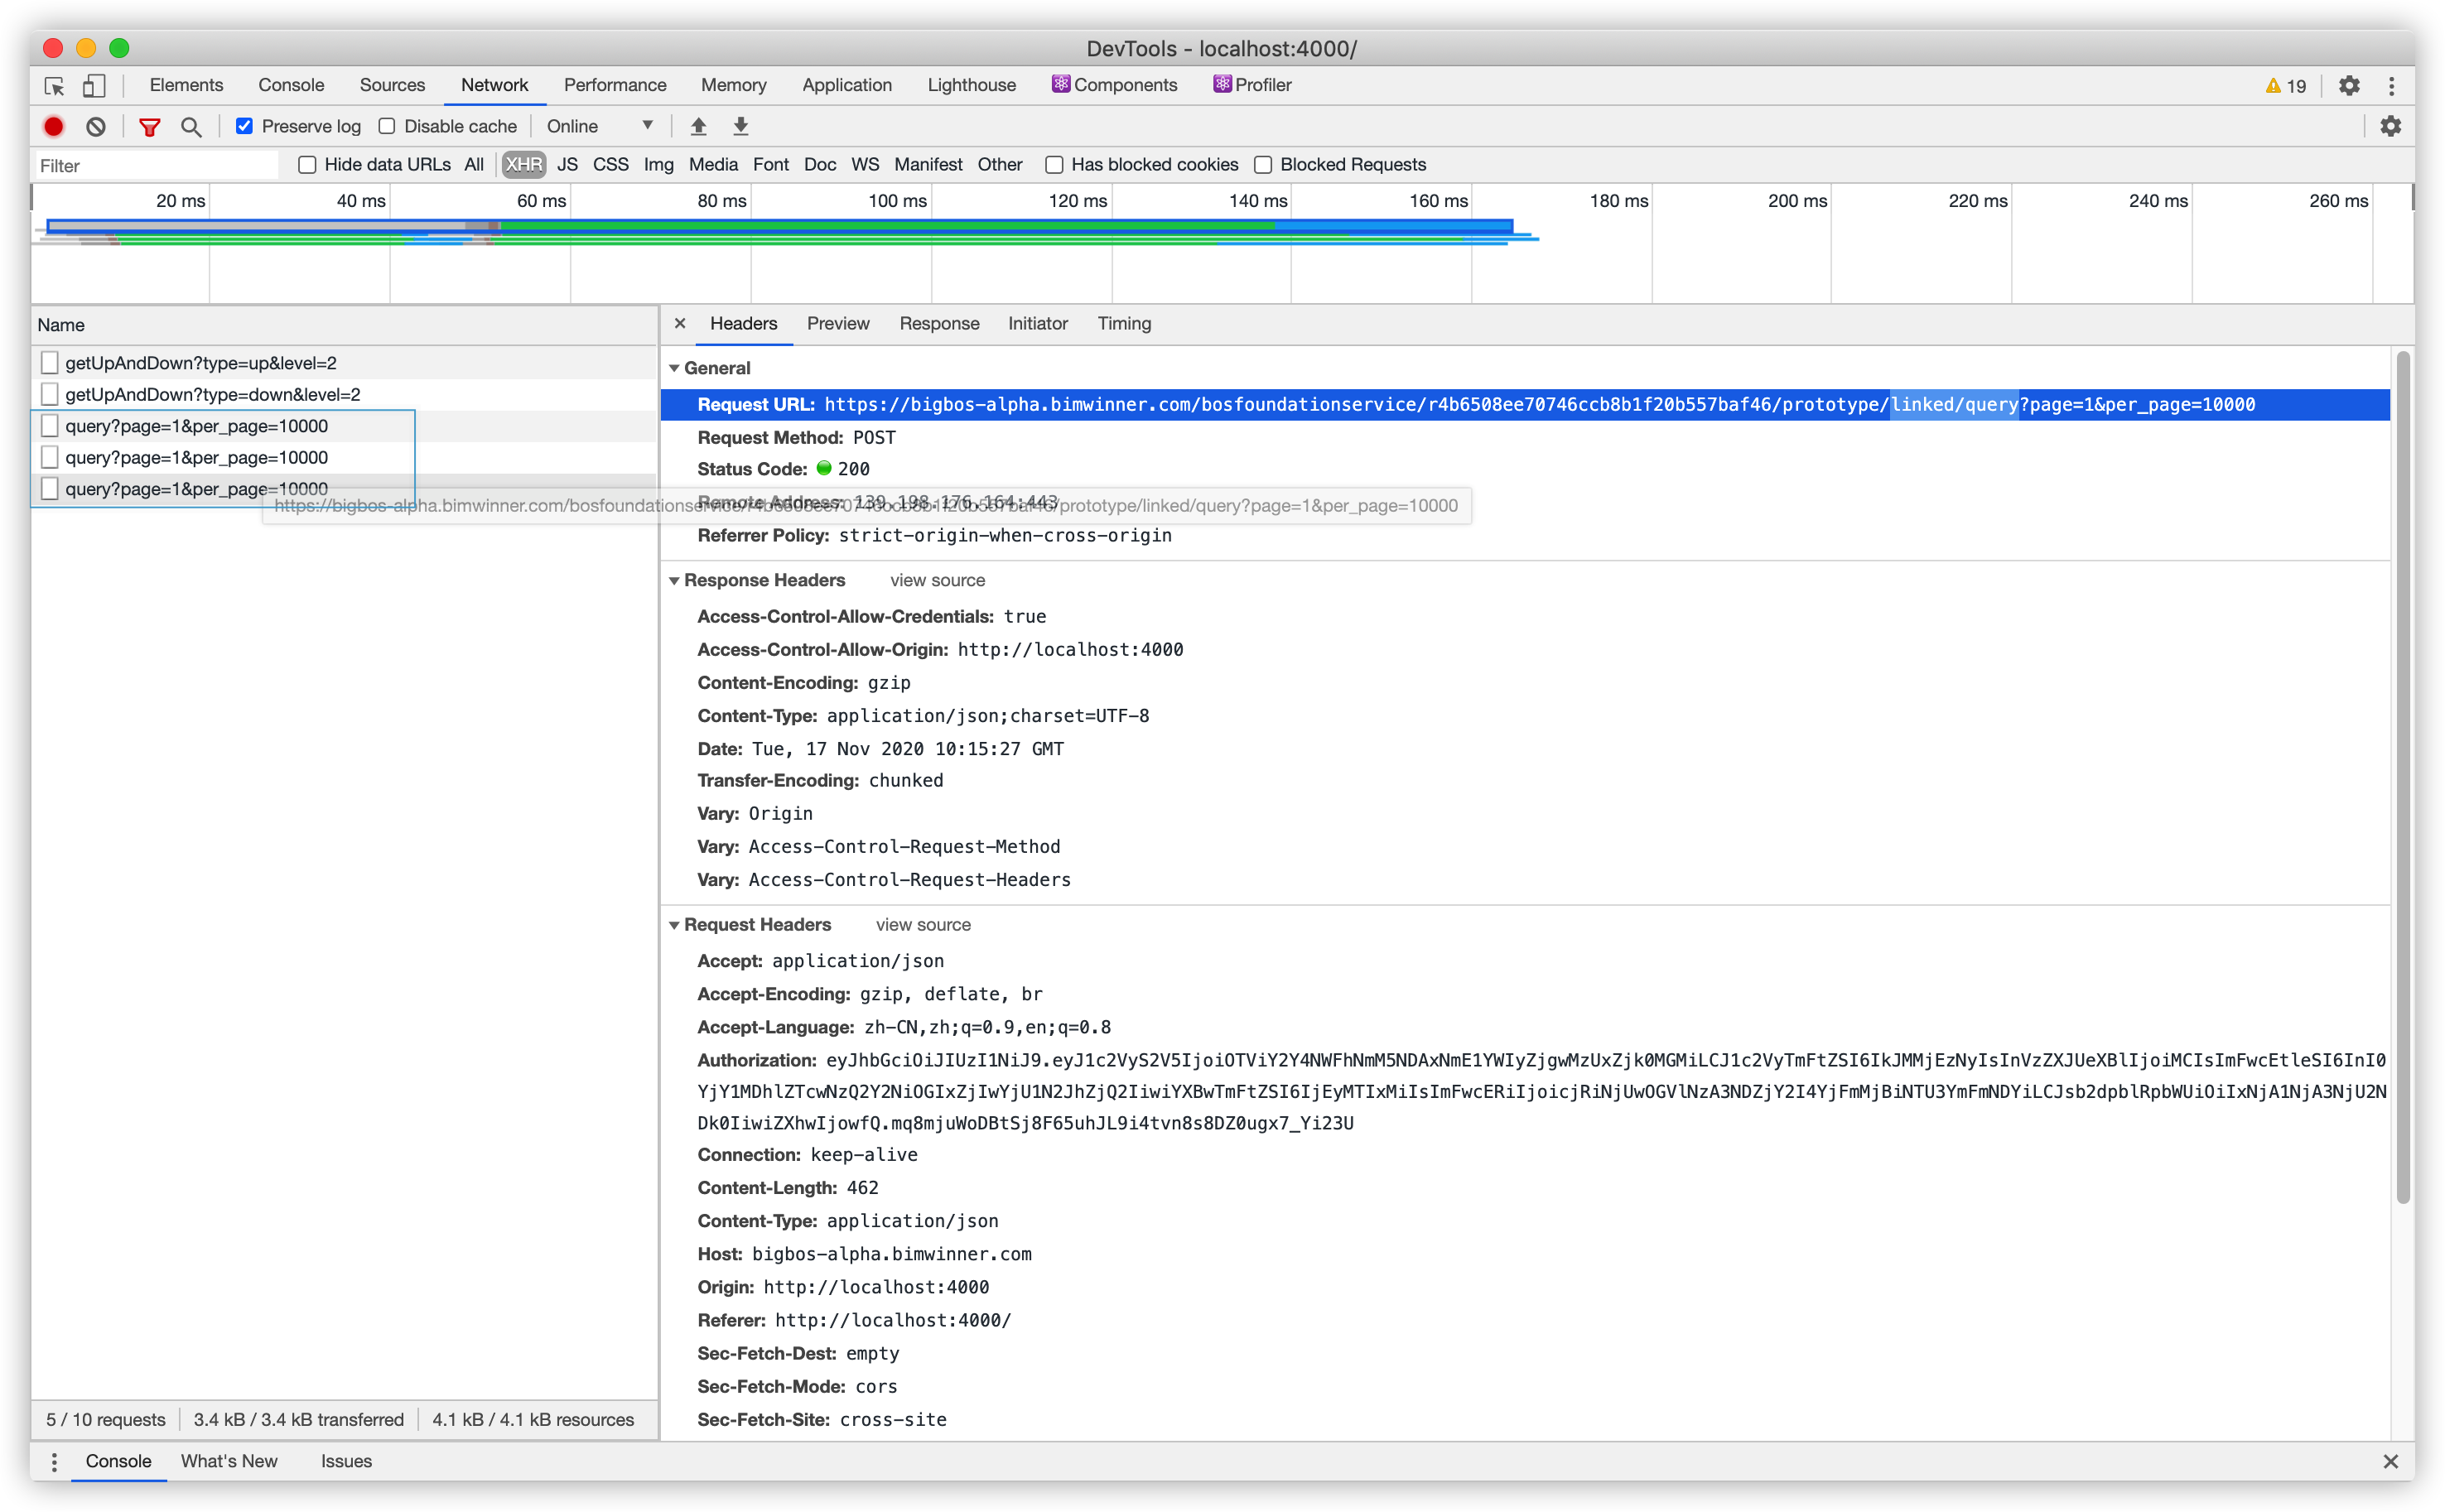 DevTools - localhost:4000/
Elements Console Sources Network Performance Memory Application Lighthouse Components Profiler 19
Preserve log Disable cache Online
Filter Hide data URLs All XHR JS CSS Img Media Font Doc WS Manifest Other Has blocked cookies Blocked Requests
20 ms 40 ms 60 ms 80 ms 100 ms 120 ms 140 ms 160 ms 180 ms 200 ms 220 ms 240 ms 260 ms
Name
getUpAndDown?type=up&level=2
getUpAndDown?type=down&level=2
query?page=1&per_page=10000
query?page=1&per_page=10000
query?page=1&per_page=10000
https://bigbos-alpha.bimwinner.com/bosfoundationservice/r4b6508ee70746ccb8b1f20b557baf46/prototype/linked/query?page=1&per_page=10000
5 / 10 requests 3.4 kB / 3.4 kB transferred 4.1 kB / 4.1 kB resources
Headers Preview Response Initiator Timing
General
Request URL: https://bigbos-alpha.bimwinner.com/bosfoundationservice/r4b6508ee70746ccb8b1f20b557baf46/prototype/linked/query?page=1&per_page=10000
Request Method: POST
Status Code: 200
Remote Address: 139.198.176.164:443
Referrer Policy: strict-origin-when-cross-origin
Response Headers view source
Access-Control-Allow-Credentials: true
Access-Control-Allow-Origin: http://localhost:4000
Content-Encoding: gzip
Content-Type: application/json;charset=UTF-8
Date: Tue, 17 Nov 2020 10:15:27 GMT
Transfer-Encoding: chunked
Vary: Origin
Vary: Access-Control-Request-Method
Vary: Access-Control-Request-Headers
Request Headers view source
Accept: application/json
Accept-Encoding: gzip, deflate, br
Accept-Language: zh-CN,zh;q=0.9,en;q=0.8
Authorization: eyJhbGciOiJIUzI1NiJ9.eyJ1c2VyS2V5IjoiOTViY2Y4NWFhNmM5NDAxNmE1YWIyZjgwMzUxZjk0MGMiLCJ1c2VyTmFtZSI6IkJMMjEzNyIsInVzZXJUeXBlIjoiMCIsImFwcEtleSI6InI0
YjY1MDhlZTcwNzQ2Y2NiOGIxZjIwYjU1N2JhZjQ2IiwiYXBwTmFtZSI6IjEyMTIxMiIsImFwcERiIjoicjRiNjUwOGVlNzA3NDZjY2I4YjFmMjBiNTU3YmFmNDYiLCJsb2dpblRpbWUiOiIxNjA1NjA3NjU2N
Dk0IiwiZXhwIjowfQ.mq8mjuWoDBtSj8F65uhJL9i4tvn8s8DZ0ugx7_Yi23U
Connection: keep-alive
Content-Length: 462
Content-Type: application/json
Host: bigbos-alpha.bimwinner.com
Origin: http://localhost:4000
Referer: http://localhost:4000/
Sec-Fetch-Dest: empty
Sec-Fetch-Mode: cors
Sec-Fetch-Site: cross-site
Console What's New Issues